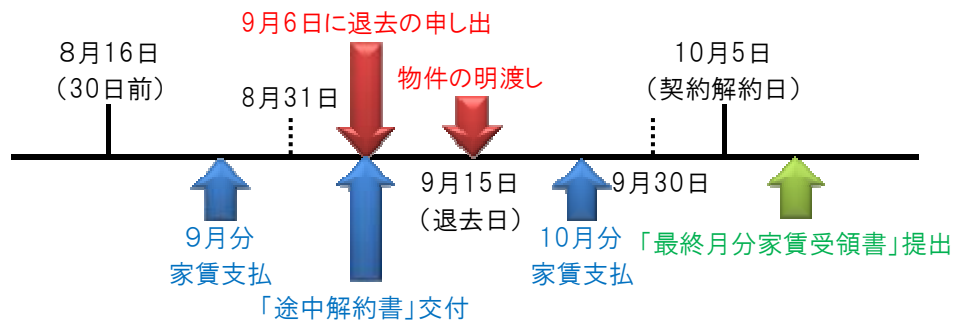 9月6日に退去の申し出
8月16日
(30日前)
8月31日
物件の明渡し
10月5日
(契約解約日)
9月15日
(退去日)
9月30日
9月分
家賃支払
10月分
家賃支払
「最終月分家賃受領書」提出
「途中解約書」交付